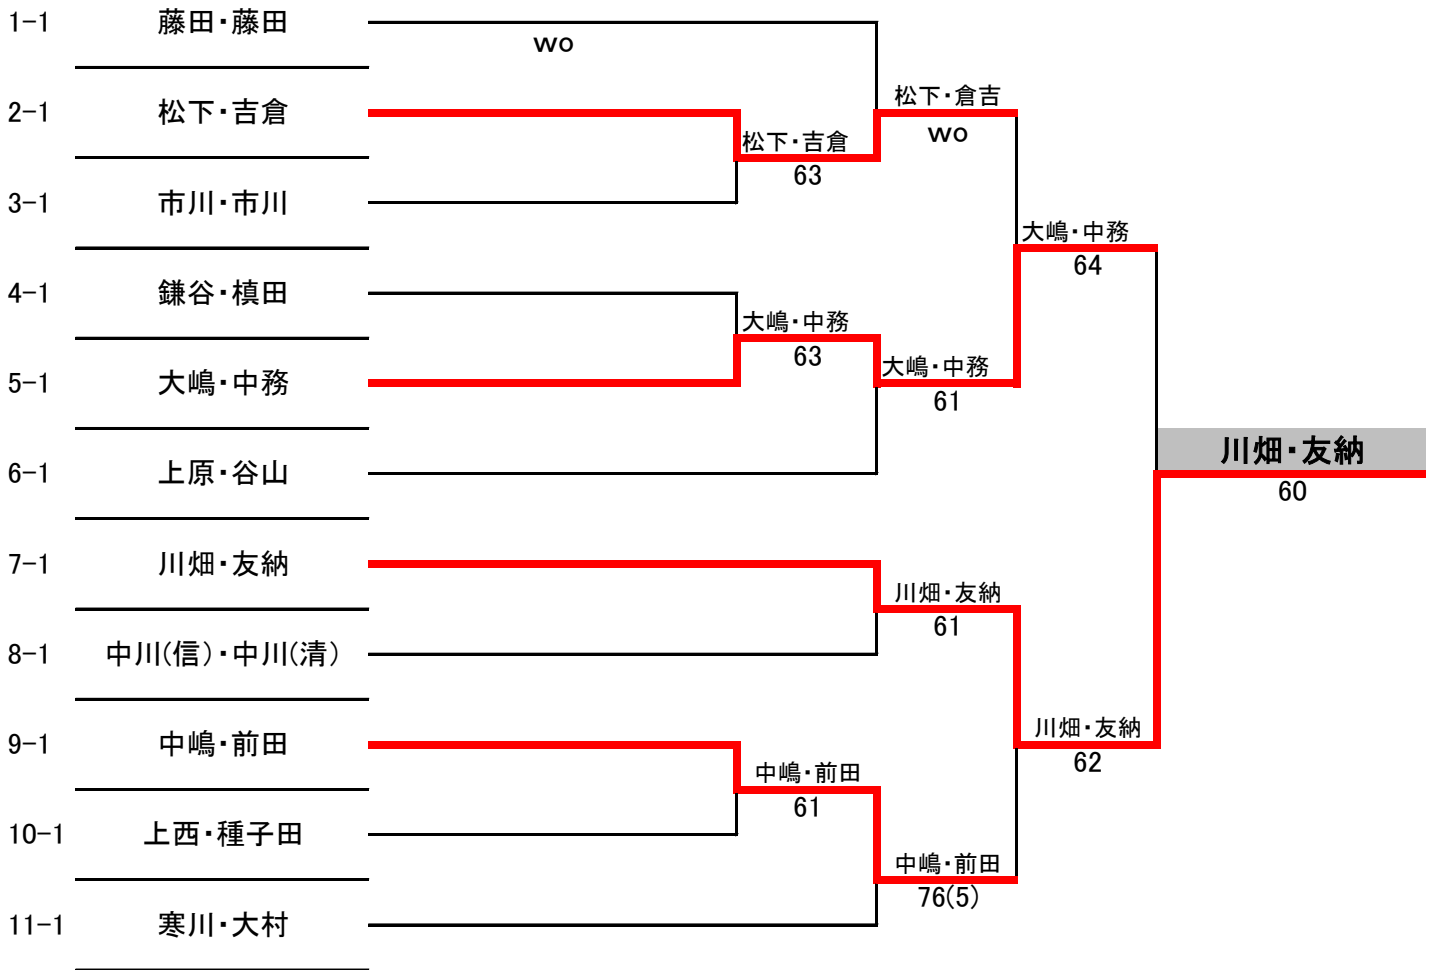 1-1 藤田・藤田
wo
2-1 松下・吉倉
松下・倉吉
wo
松下・吉倉
63
3-1 市川・市川
大嶋・中務
64
4-1 鎌谷・槙田
大嶋・中務
63
5-1 大嶋・中務
大嶋・中務
61
6-1 上原・谷山
川畑・友納
60
7-1 川畑・友納
川畑・友納
61
8-1 中川(信)・中川(清)
9-1 中嶋・前田
川畑・友納
62
中嶋・前田
61
10-1 上西・種子田
中嶋・前田
76(5)
11-1 寒川・大村